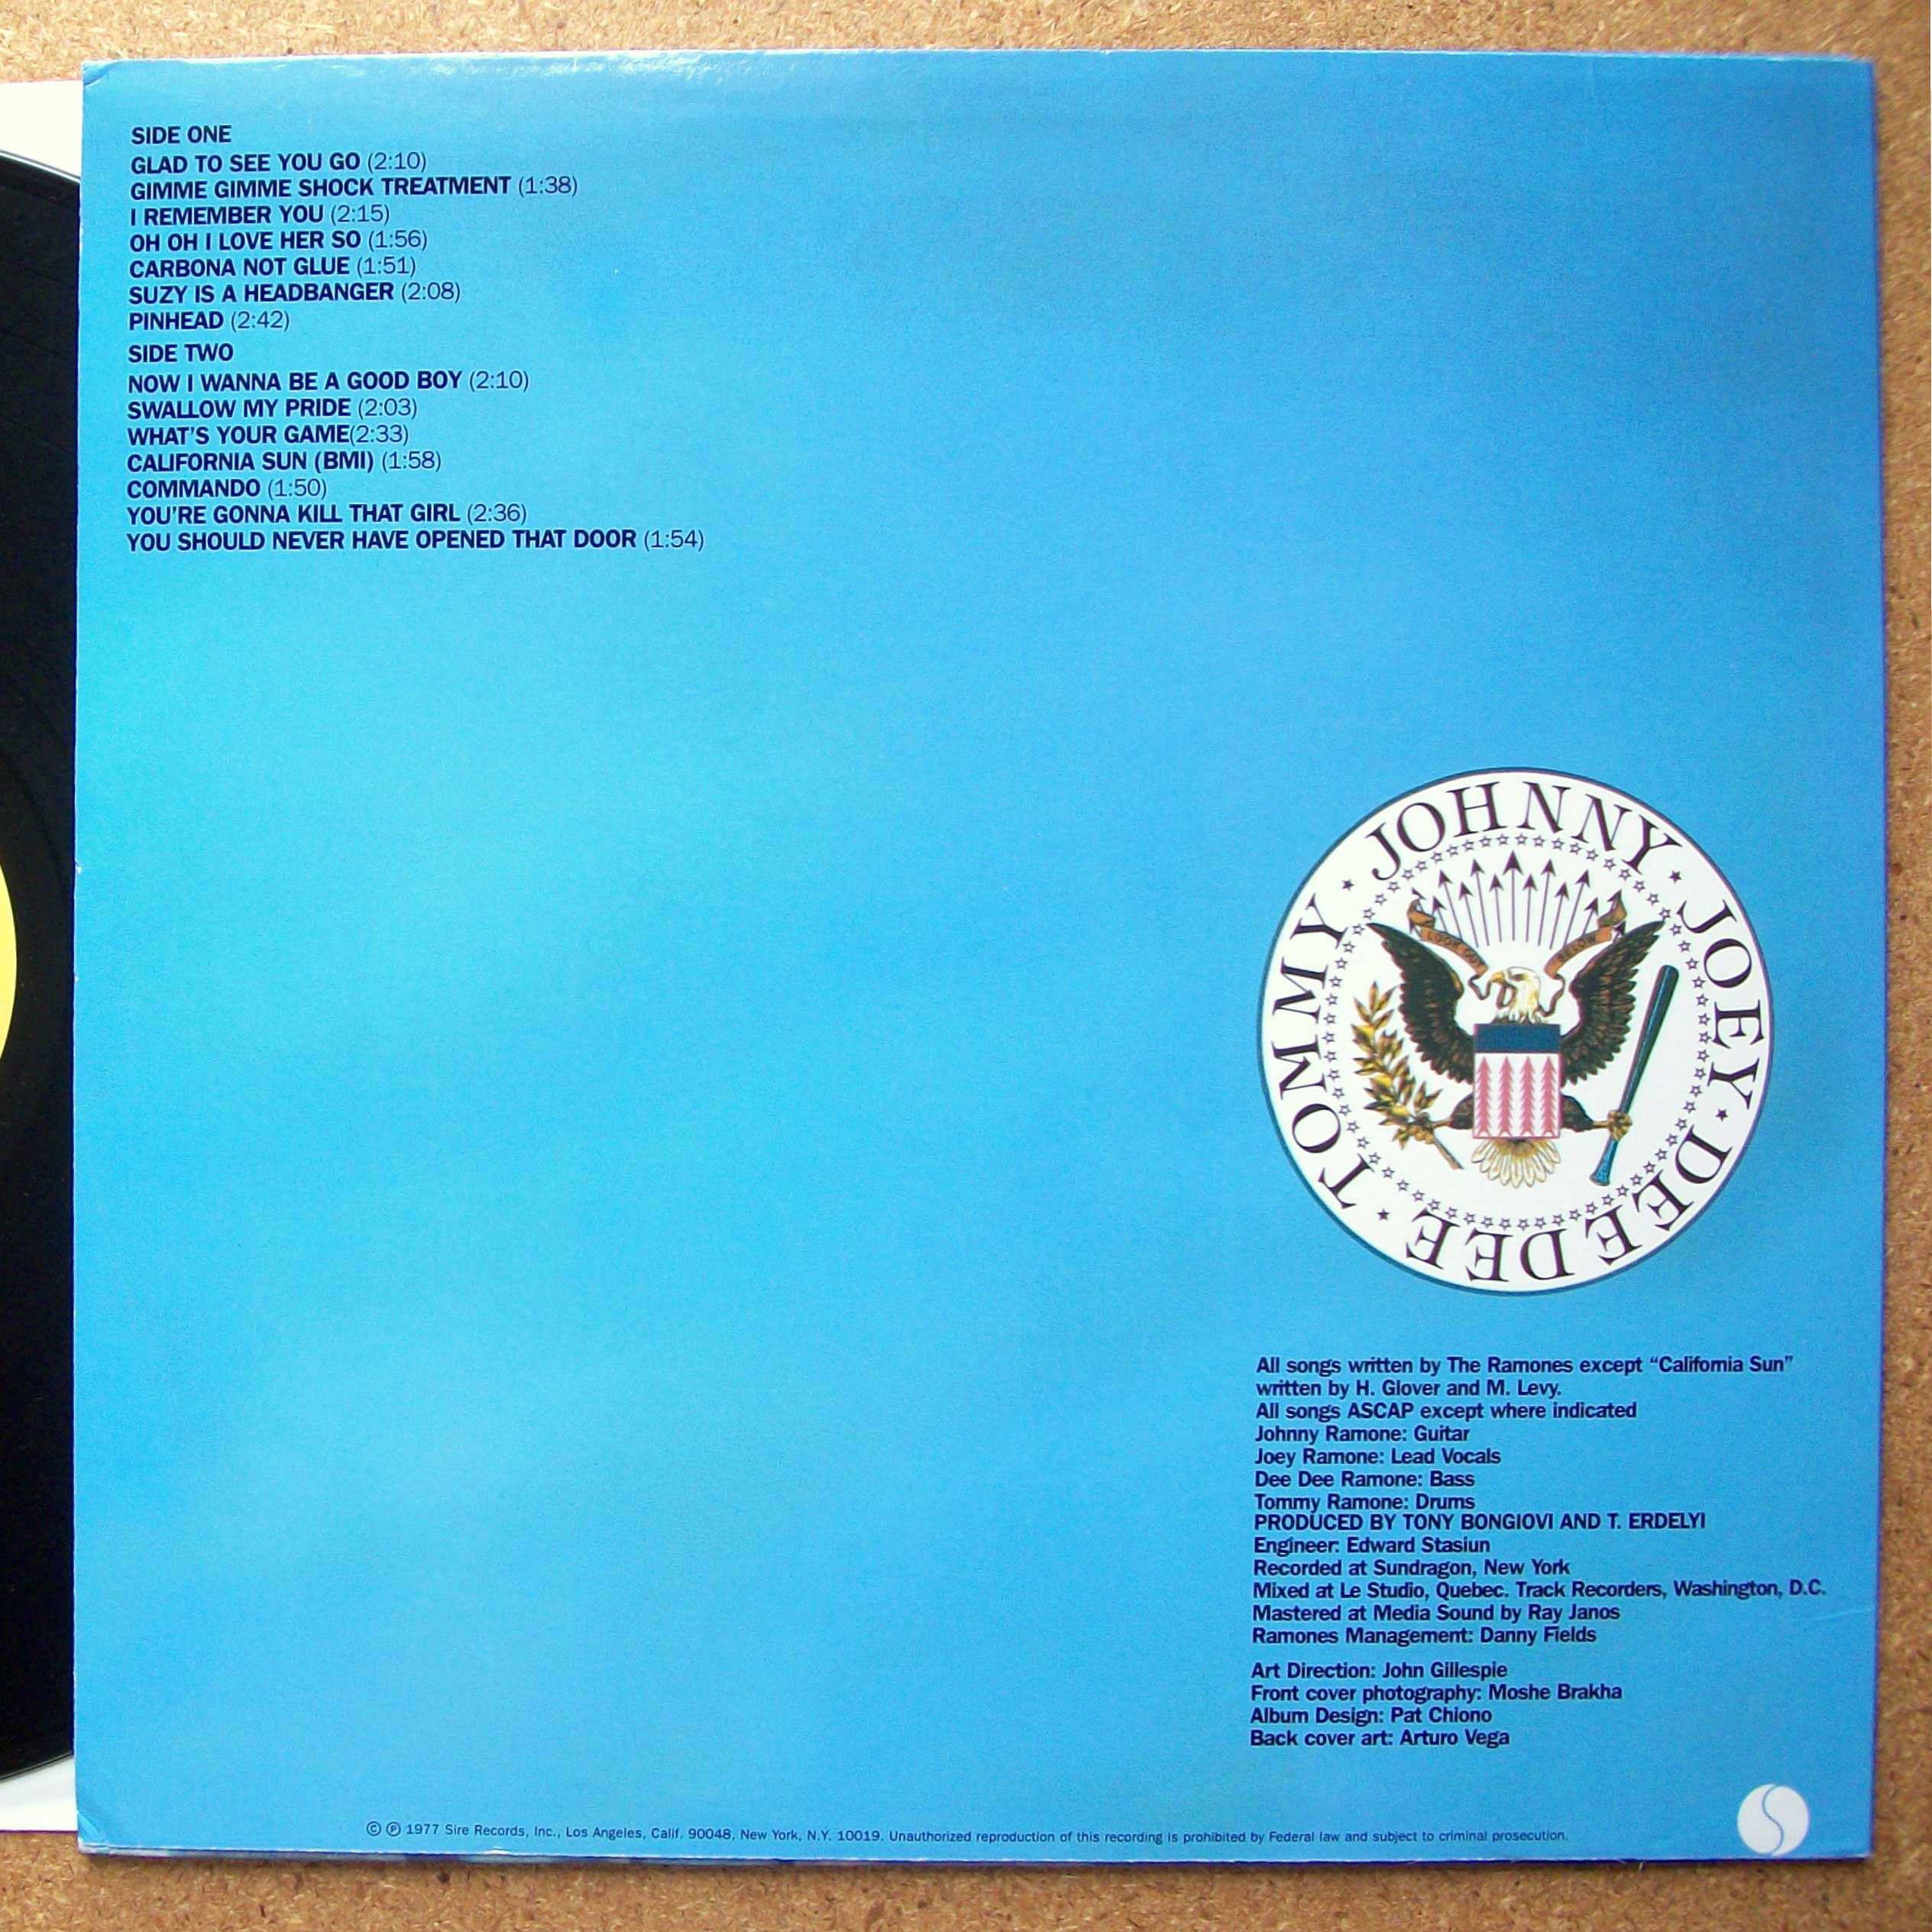 SIDE ONE
GLAD TO SEE YOU GO (2:10)
GIMME GIMME SHOCK TREATMENT (1:38)
I REMEMBER YOU (2:15)
OH OH I LOVE HER SO (1:56)
CARBONA NOT GLUE (1:51)
SUZY IS A HEADBANGER (2:08)
PINHEAD (2:42)
SIDE TWO
NOW I WANNA BE A GOOD BOY (2:10)
SWALLOW MY PRIDE (2:03)
WHAT'S YOUR GAME(2:33)
CALIFORNIA SUN (BMI) (1:58)
COMMANDO (1:50)
YOU'RE GONNA KILL THAT GIRL (2:36)
YOU SHOULD NEVER HAVE OPENED THAT DOOR (1:54)
JOHNNY ★ JOEY ★ DEE DEE ★ TOMMY ★
LOOK OUT BELOW
All songs written by The Ramones except “California Sun”
written by H. Glover and M. Levy.
All songs ASCAP except where indicated
Johnny Ramone: Guitar
Joey Ramone: Lead Vocals
Dee Dee Ramone: Bass
Tommy Ramone: Drums
PRODUCED BY TONY BONGIOVI AND T. ERDELYI
Engineer: Edward Stasiun
Recorded at Sundragon, New York
Mixed at Le Studio, Quebec. Track Recorders, Washington, D.C.
Mastered at Media Sound by Ray Janos
Ramones Management: Danny Fields
Art Direction: John Gillespie
Front cover photography: Moshe Brakha
Album Design: Pat Chiono
Back cover art: Arturo Vega
© ℗ 1977 Sire Records, Inc., Los Angeles, Calif. 90048, New York, N.Y. 10019. Unauthorized reproduction of this recording is prohibited by Federal law and subject to criminal prosecution.